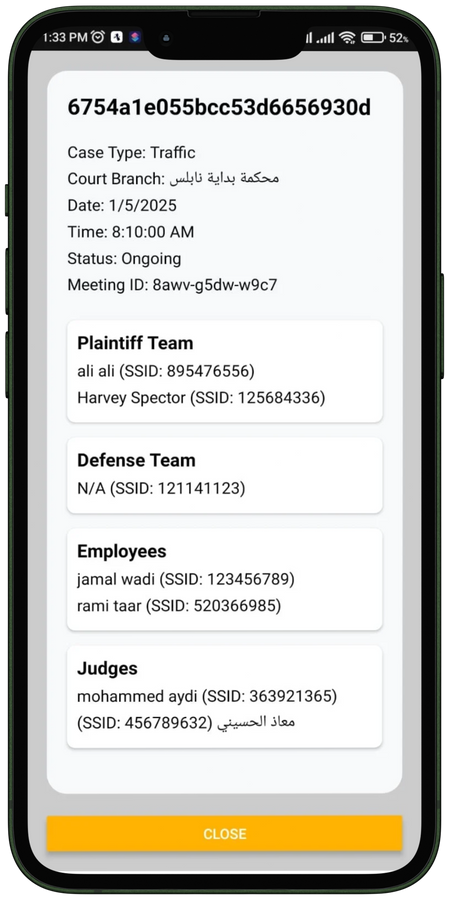 1:33 PM 52%
6754a1e055bcc53d6656930d
Case Type: Traffic
Court Branch: محكمة بداية نابلس
Date: 1/5/2025
Time: 8:10:00 AM
Status: Ongoing
Meeting ID: 8awv-g5dw-w9c7
Plaintiff Team
ali ali (SSID: 895476556)
Harvey Spector (SSID: 125684336)
Defense Team
N/A (SSID: 121141123)
Employees
jamal wadi (SSID: 123456789)
rami taar (SSID: 520366985)
Judges
mohammed aydi (SSID: 363921365)
معاذ الحسيني (SSID: 456789632)
CLOSE